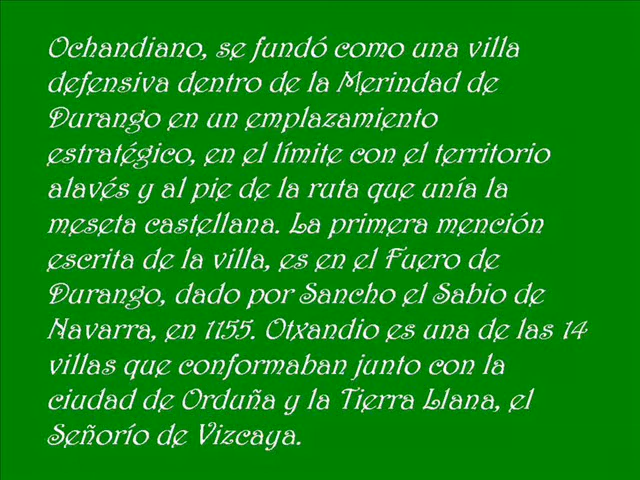 Ochandiano, se fundó como una villa
defensiva dentro de la Merindad de
Durango en un emplazamiento
estratégico, en el límite con el territorio
alavés y al pie de la ruta que unía la
meseta castellana. La primera mención
escrita de la villa, es en el Fuero de
Durango, dado por Sancho el Sabio de
Navarra, en 1155. Otxandio es una de las 14
villas que conformaban junto con la
ciudad de Orduña y la Tierra Llana, el
Señorío de Vizcaya.